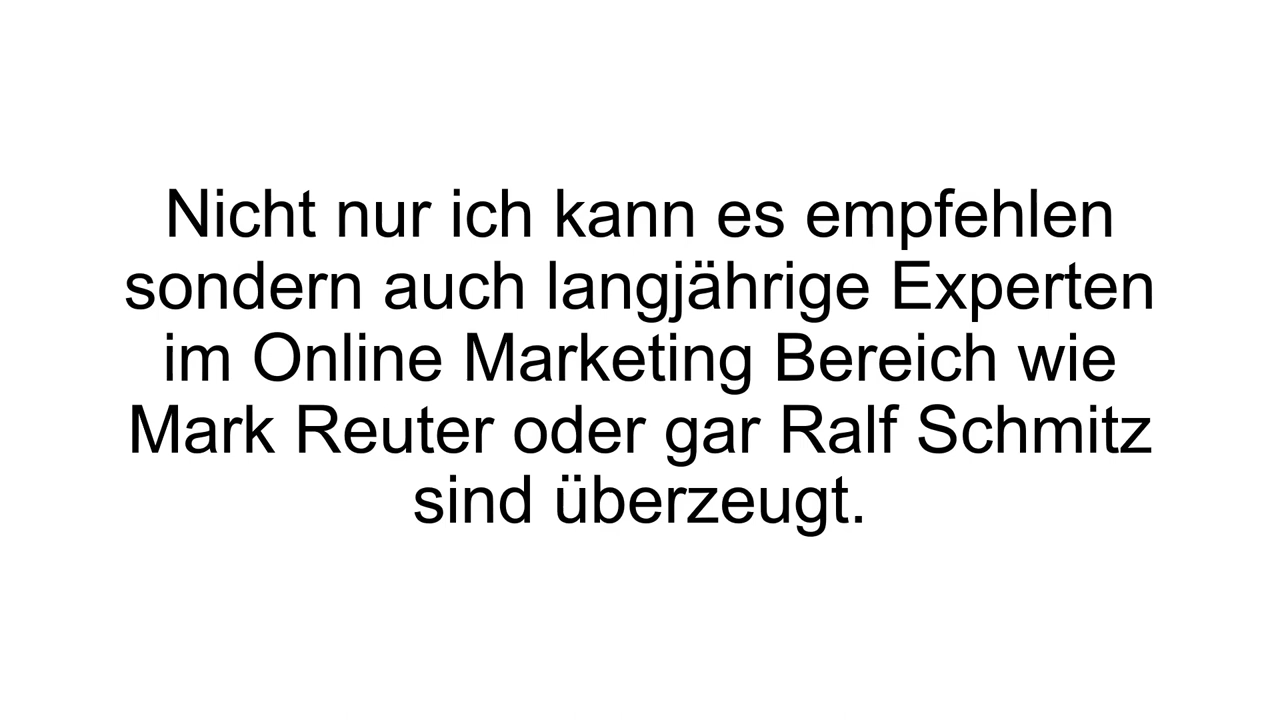 Nicht nur ich kann es empfehlen
sondern auch langjährige Experten
im Online Marketing Bereich wie
Mark Reuter oder gar Ralf Schmitz
sind überzeugt.